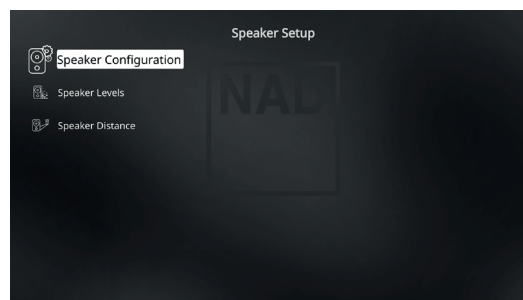 Speaker Setup
Speaker Configuration
Speaker Levels
Speaker Distance
NAD